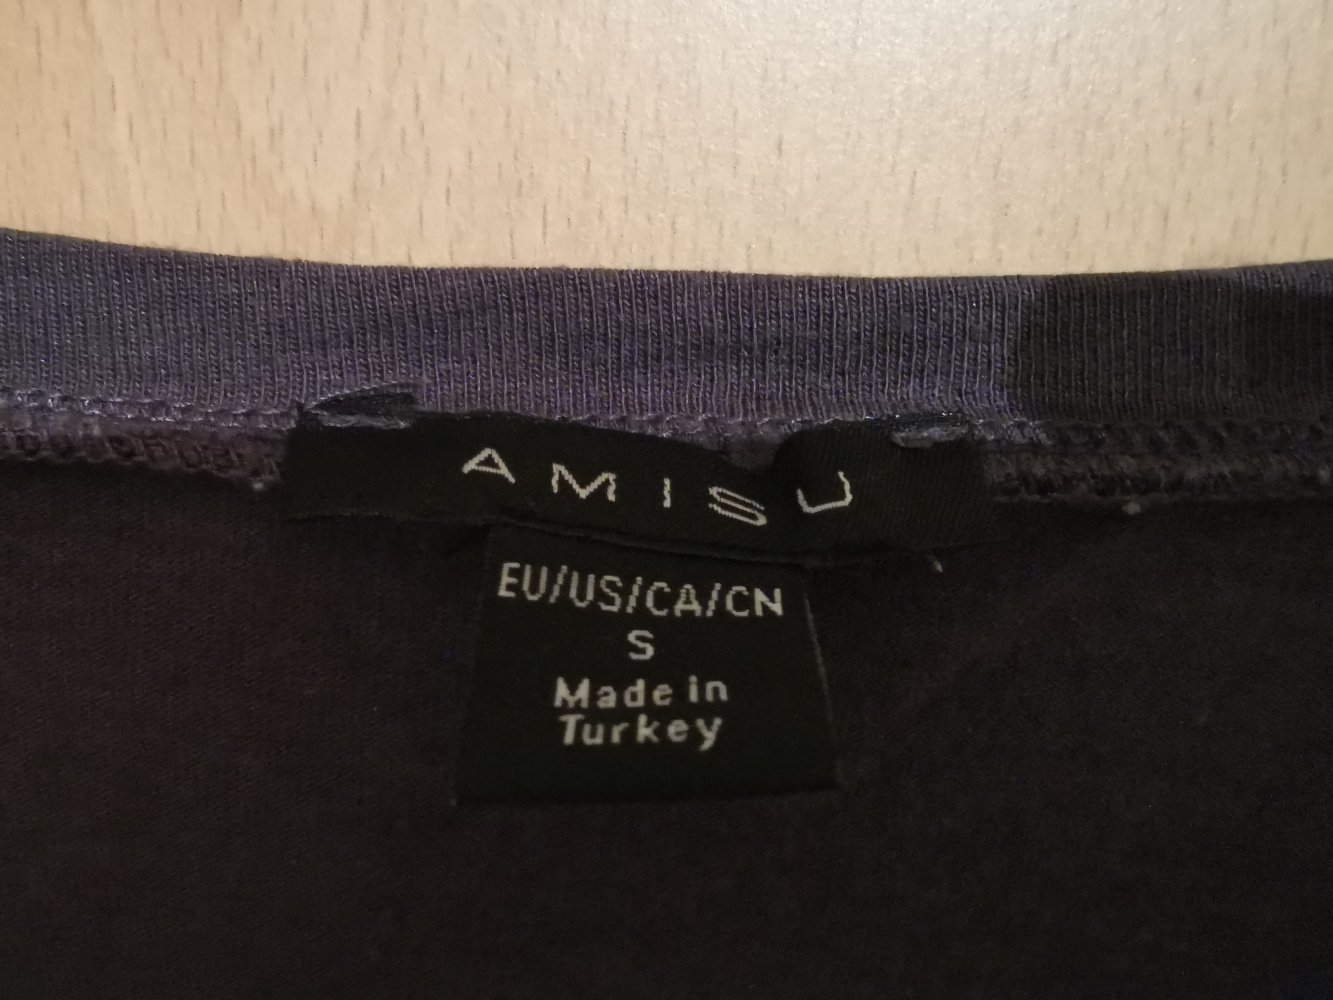 AMISU
EU/US/CA/CN
S
Made in
Turkey